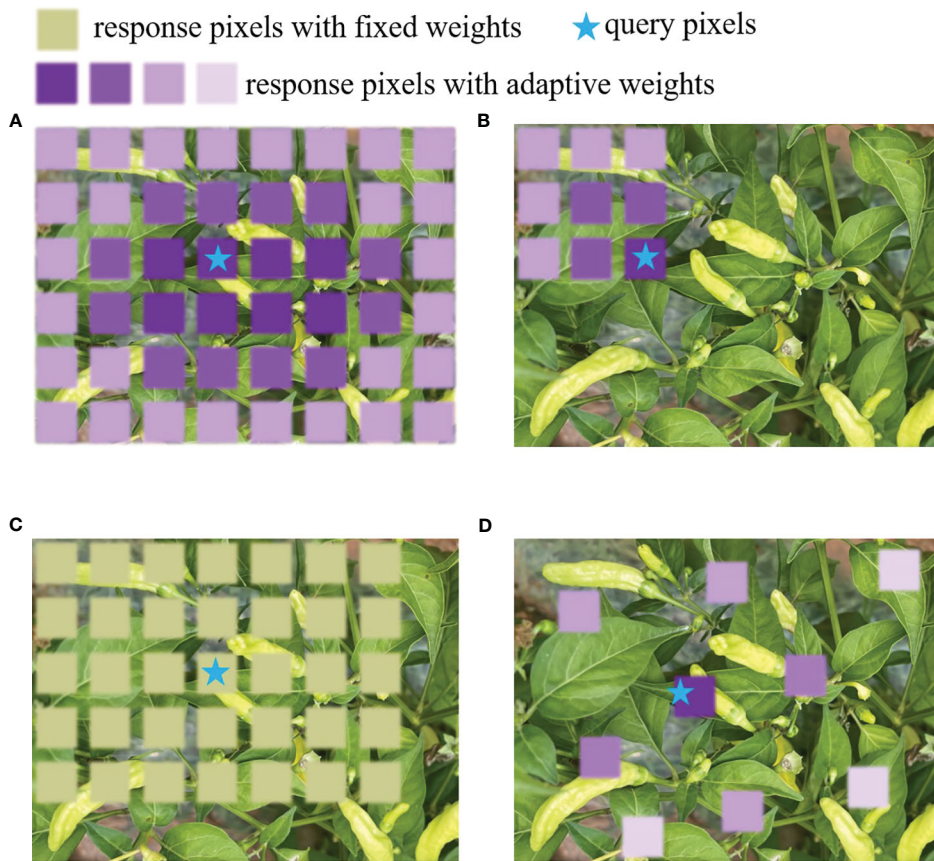 response pixels with fixed weights query pixels
response pixels with adaptive weights
A B
C D